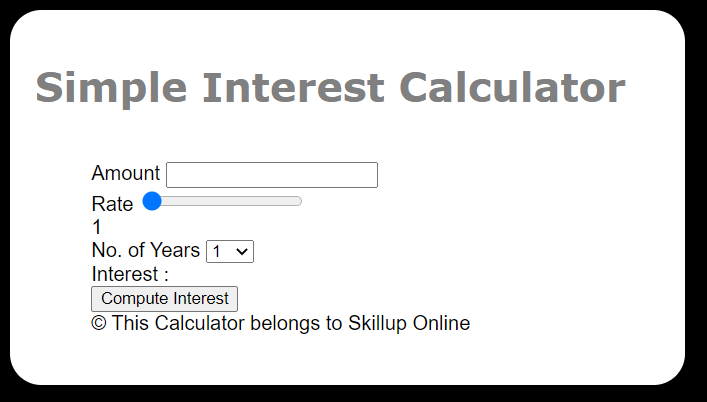 Simple Interest Calculator
Amount
Rate
1
No. of Years 1
Interest :
Compute Interest
© This Calculator belongs to Skillup Online